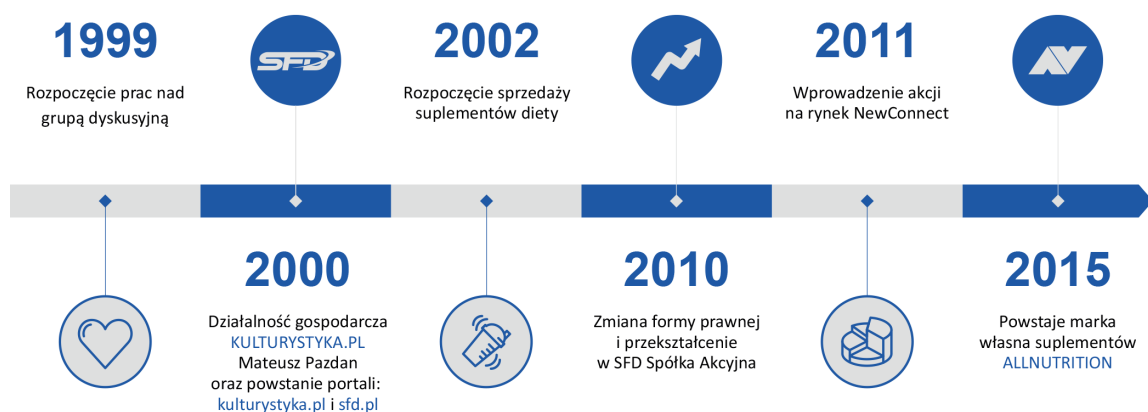 1999
Rozpoczęcie prac nad
grupą dyskusyjną
SFD
2000
Działalność gospodarcza
KULTURYSTYKA.PL
Mateusz Pazdan
oraz powstanie portali:
kulturystyka.pl i sfd.pl
2002
Rozpoczęcie sprzedaży
suplementów diety
2010
Zmiana formy prawnej
i przekształcenie
w SFD Spółka Akcyjna
2011
Wprowadzenie akcji
na rynek NewConnect
2015
Powstaje marka
własna suplementów
ALLNUTRITION